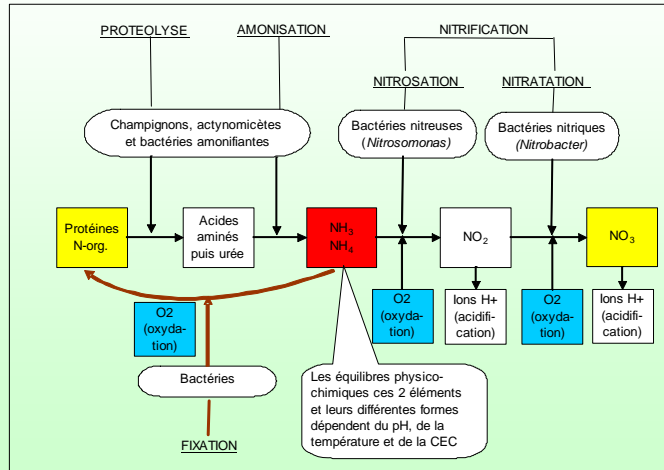 PROTEOLYSE
AMONISATION
NITRIFICATION
NITROSATION
NITRATATION
Champignons, actynomicètes
et bactéries amonifiantes
Bactéries nitreuses
(Nitrosomonas)
Bactéries nitriques
(Nitrobacter)
Protéines
N-org.
Acides
aminés
puis urée
NH3
NH4
NO2
NO3
O2
(oxyda-
tion)
O2
(oxyd-
ation)
Ions H+
(acidifi-
cation)
O2
(oxyda-
tion)
Ions H+
(acidifi-
cation)
Bactéries
FIXATION
Les équilibres physico-
chimiques ces 2 éléments
et leurs différentes formes
dépendent du pH, de la
température et de la CEC